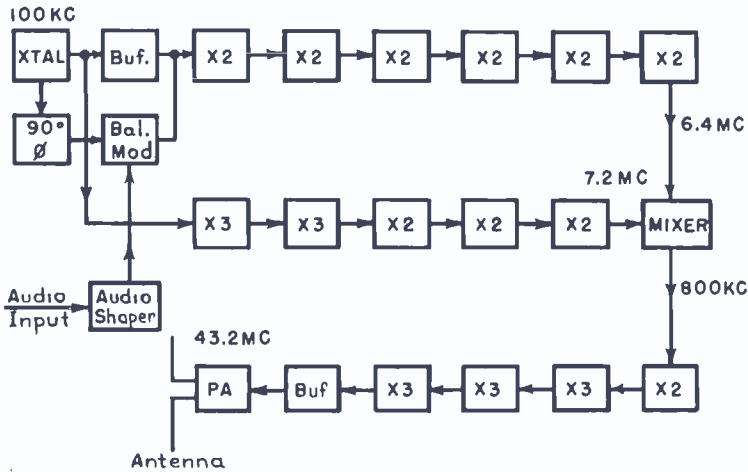 100KC
XTAL
Buf.
X2
X2
X2
X2
X2
X2
90°
Ø
Bal.
Mod
6.4MC
7.2MC
X3
X3
X2
X2
X2
MIXER
Audio
Input
Audio
Shaper
800KC
43.2MC
PA
Buf
X3
X3
X3
X2
Antenna